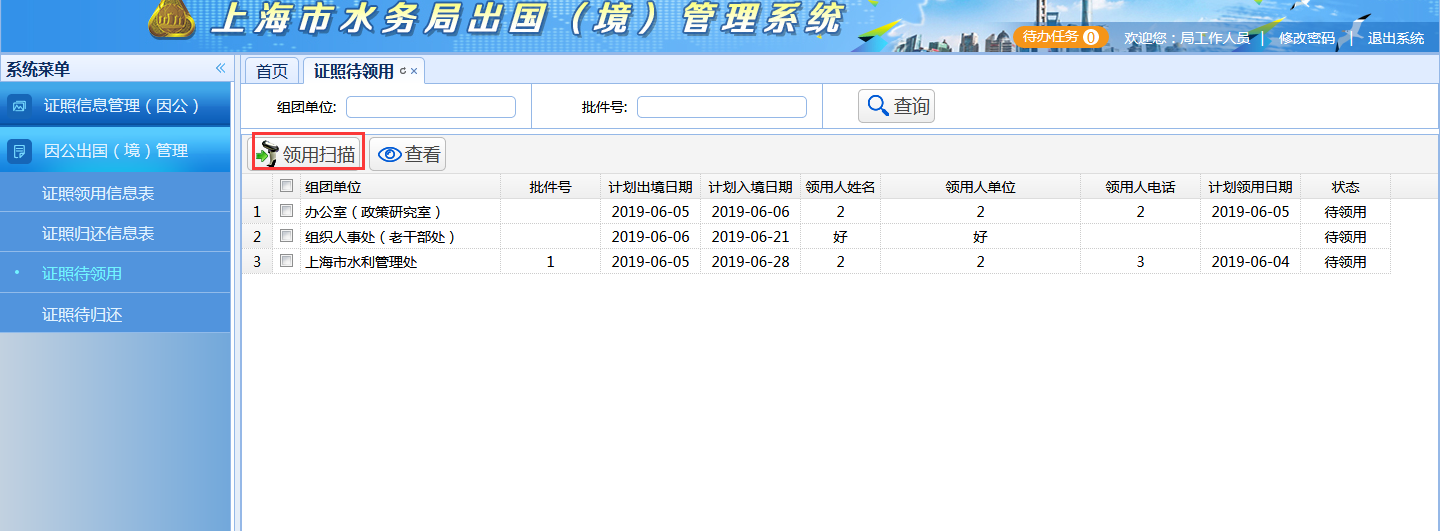 上海市水务局出国（境）管理系统
待办任务 0 欢迎您：局工作人员 | 修改密码 | 退出系统
系统菜单
首页 证照待领用
证照信息管理（因公）
因公出国（境）管理
证照领用信息表
证照归还信息表
证照待领用
证照待归还
组团单位: 批件号: 查询
领用扫描 查看
组团单位 批件号 计划出境日期 计划入境日期 领用人姓名 领用人单位 领用人电话 计划领用日期 状态
1 办公室（政策研究室） 2019-06-05 2019-06-06 2 2 2 2019-06-05 待领用
2 组织人事处（老干部处） 2019-06-06 2019-06-21 好 好 待领用
3 上海市水利管理处 1 2019-06-05 2019-06-28 2 2 3 2019-06-04 待领用